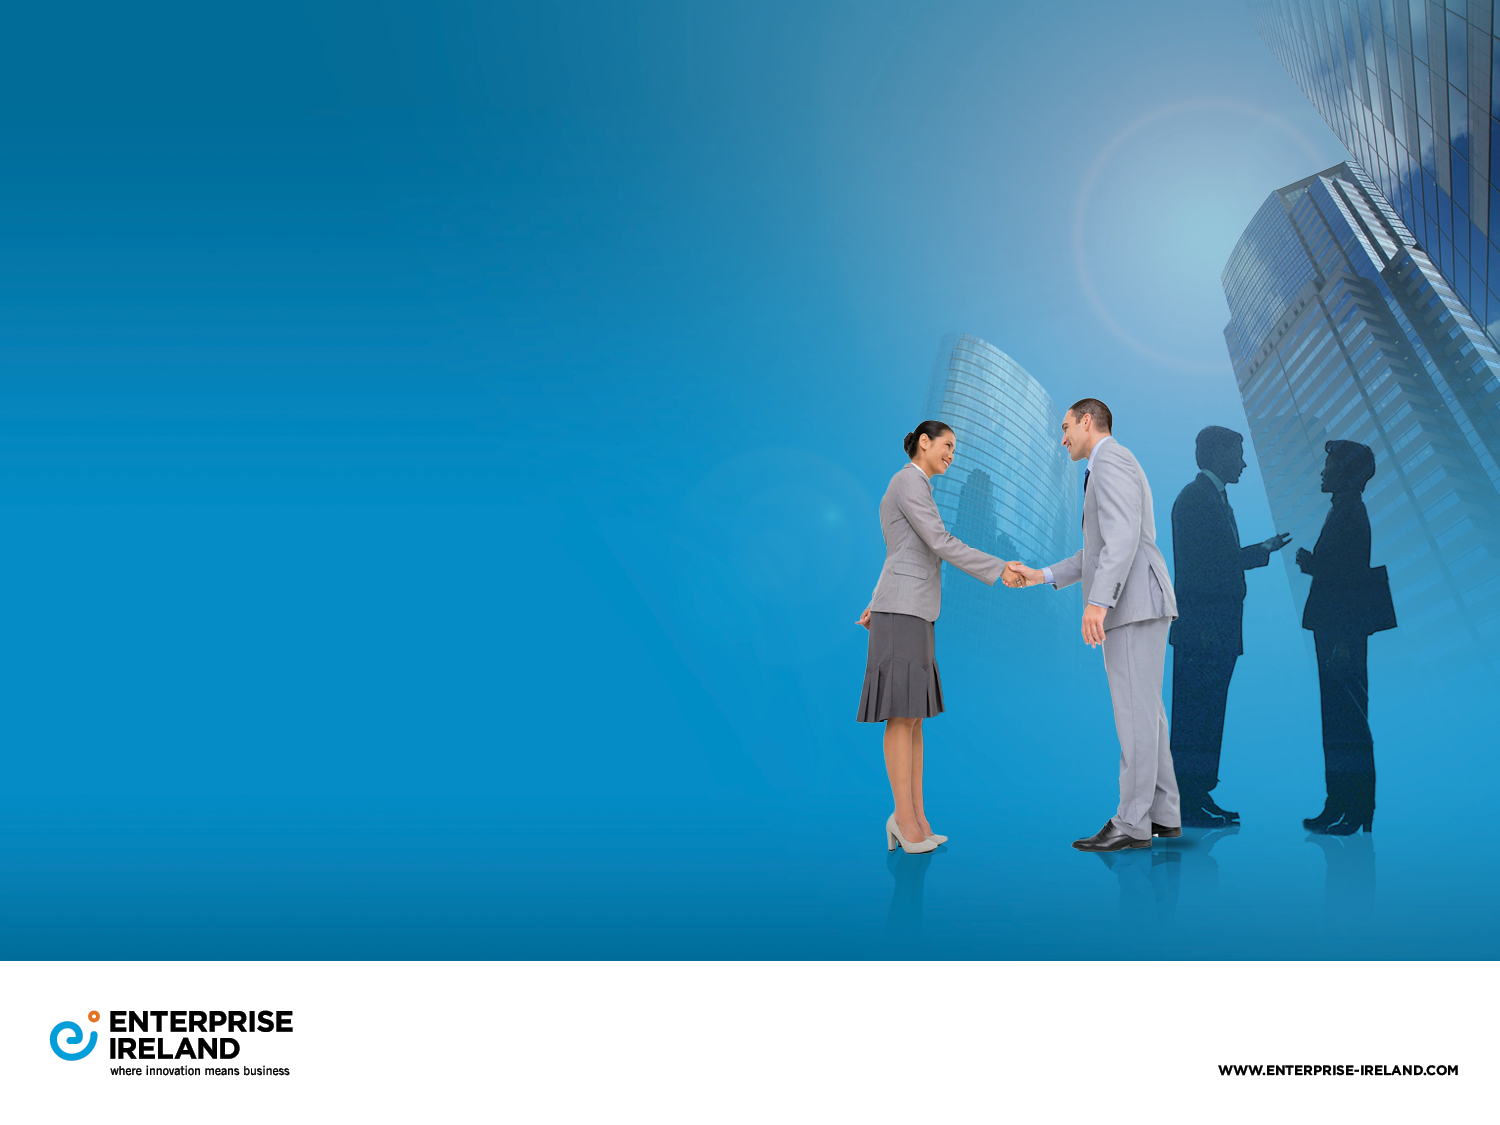 ENTERPRISE
IRELAND
where innovation means business
WWW.ENTERPRISE-IRELAND.COM